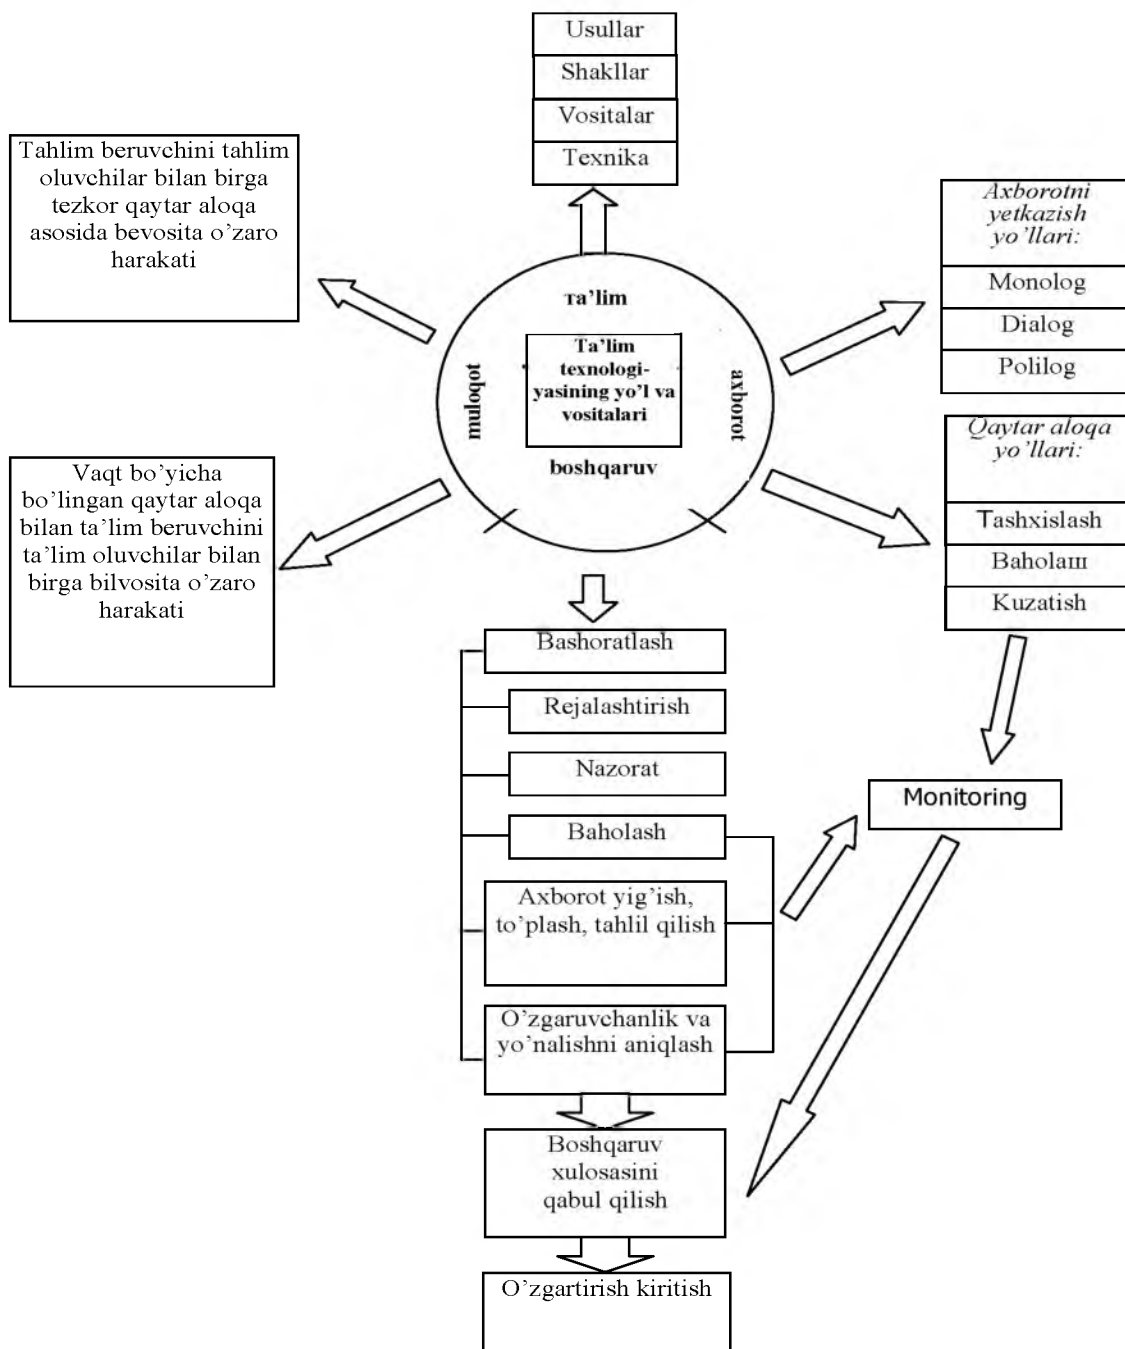 Usullar
Shakllar
Vositalar
Texnika
Tahlim beruvchini tahlim
oluvchilar bilan birga
tezkor qaytar aloqa
asosida bevosita o’zaro
harakati
Axborotni
yetkazish
yo’llari:
Monolog
Dialog
Polilog
та’lim
muloqot
Ta’lim
texnologi-
yasining yo’l va
vositalari
axborot
boshqaruv
Qaytar aloqa
yo’llari:
Tashxislash
Baholaш
Kuzatish
Vaqt bo’yicha
bo’lingan qaytar aloqa
bilan ta’lim beruvchini
ta’lim oluvchilar bilan
birga bilvosita o’zaro
harakati
Bashoratlash
Rejalashtirish
Nazorat
Baholash
Axborot yig’ish,
to’plash, tahlil qilish
O’zgaruvchanlik va
yo’nalishni aniqlash
Monitoring
Boshqaruv
xulosasini
qabul qilish
O’zgartirish kiritish